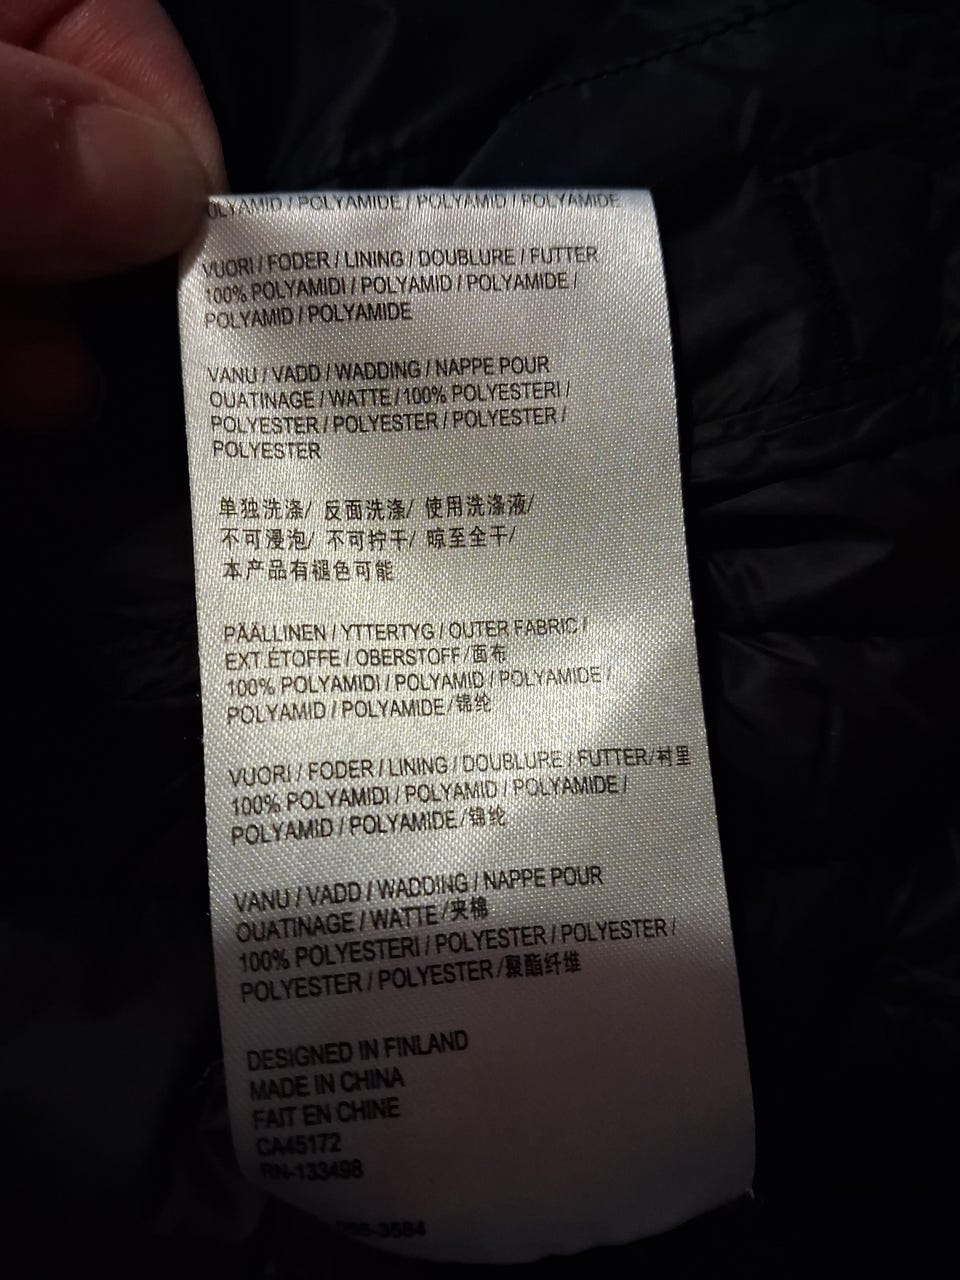 OLYAMID / POLYAMIDE / POLYAMID / POLYAMIDE
VUORI / FODER / LINING / DOUBLURE / FUTTER
100% POLYAMIDI / POLYAMID / POLYAMIDE /
POLYAMID / POLYAMIDE
VANU / VADD / WADDING / NAPPE POUR
OUATINAGE / WATTE / 100% POLYESTERI /
POLYESTER / POLYESTER / POLYESTER /
POLYESTER
单独洗涤/ 反面洗涤/ 使用洗涤液/
不可浸泡/ 不可拧干/ 晾至全干/
本产品有褪色可能
PÄÄLLINEN / YTTERTYG / OUTER FABRIC /
EXT.ÉTOFFE / OBERSTOFF/面布
100% POLYAMIDI / POLYAMID / POLYAMIDE /
POLYAMID / POLYAMIDE/锦纶
VUORI / FODER / LINING / DOUBLURE / FUTTER/村里
100% POLYAMIDI / POLYAMID / POLYAMIDE /
POLYAMID / POLYAMIDE/锦纶
VANU / VADD / WADDING / NAPPE POUR
OUATINAGE / WATTE/夹棉
100% POLYESTERI / POLYESTER / POLYESTER /
POLYESTER / POLYESTER/聚酯纤维
DESIGNED IN FINLAND
MADE IN CHINA
FAIT EN CHINE
CA45172
RN-133498